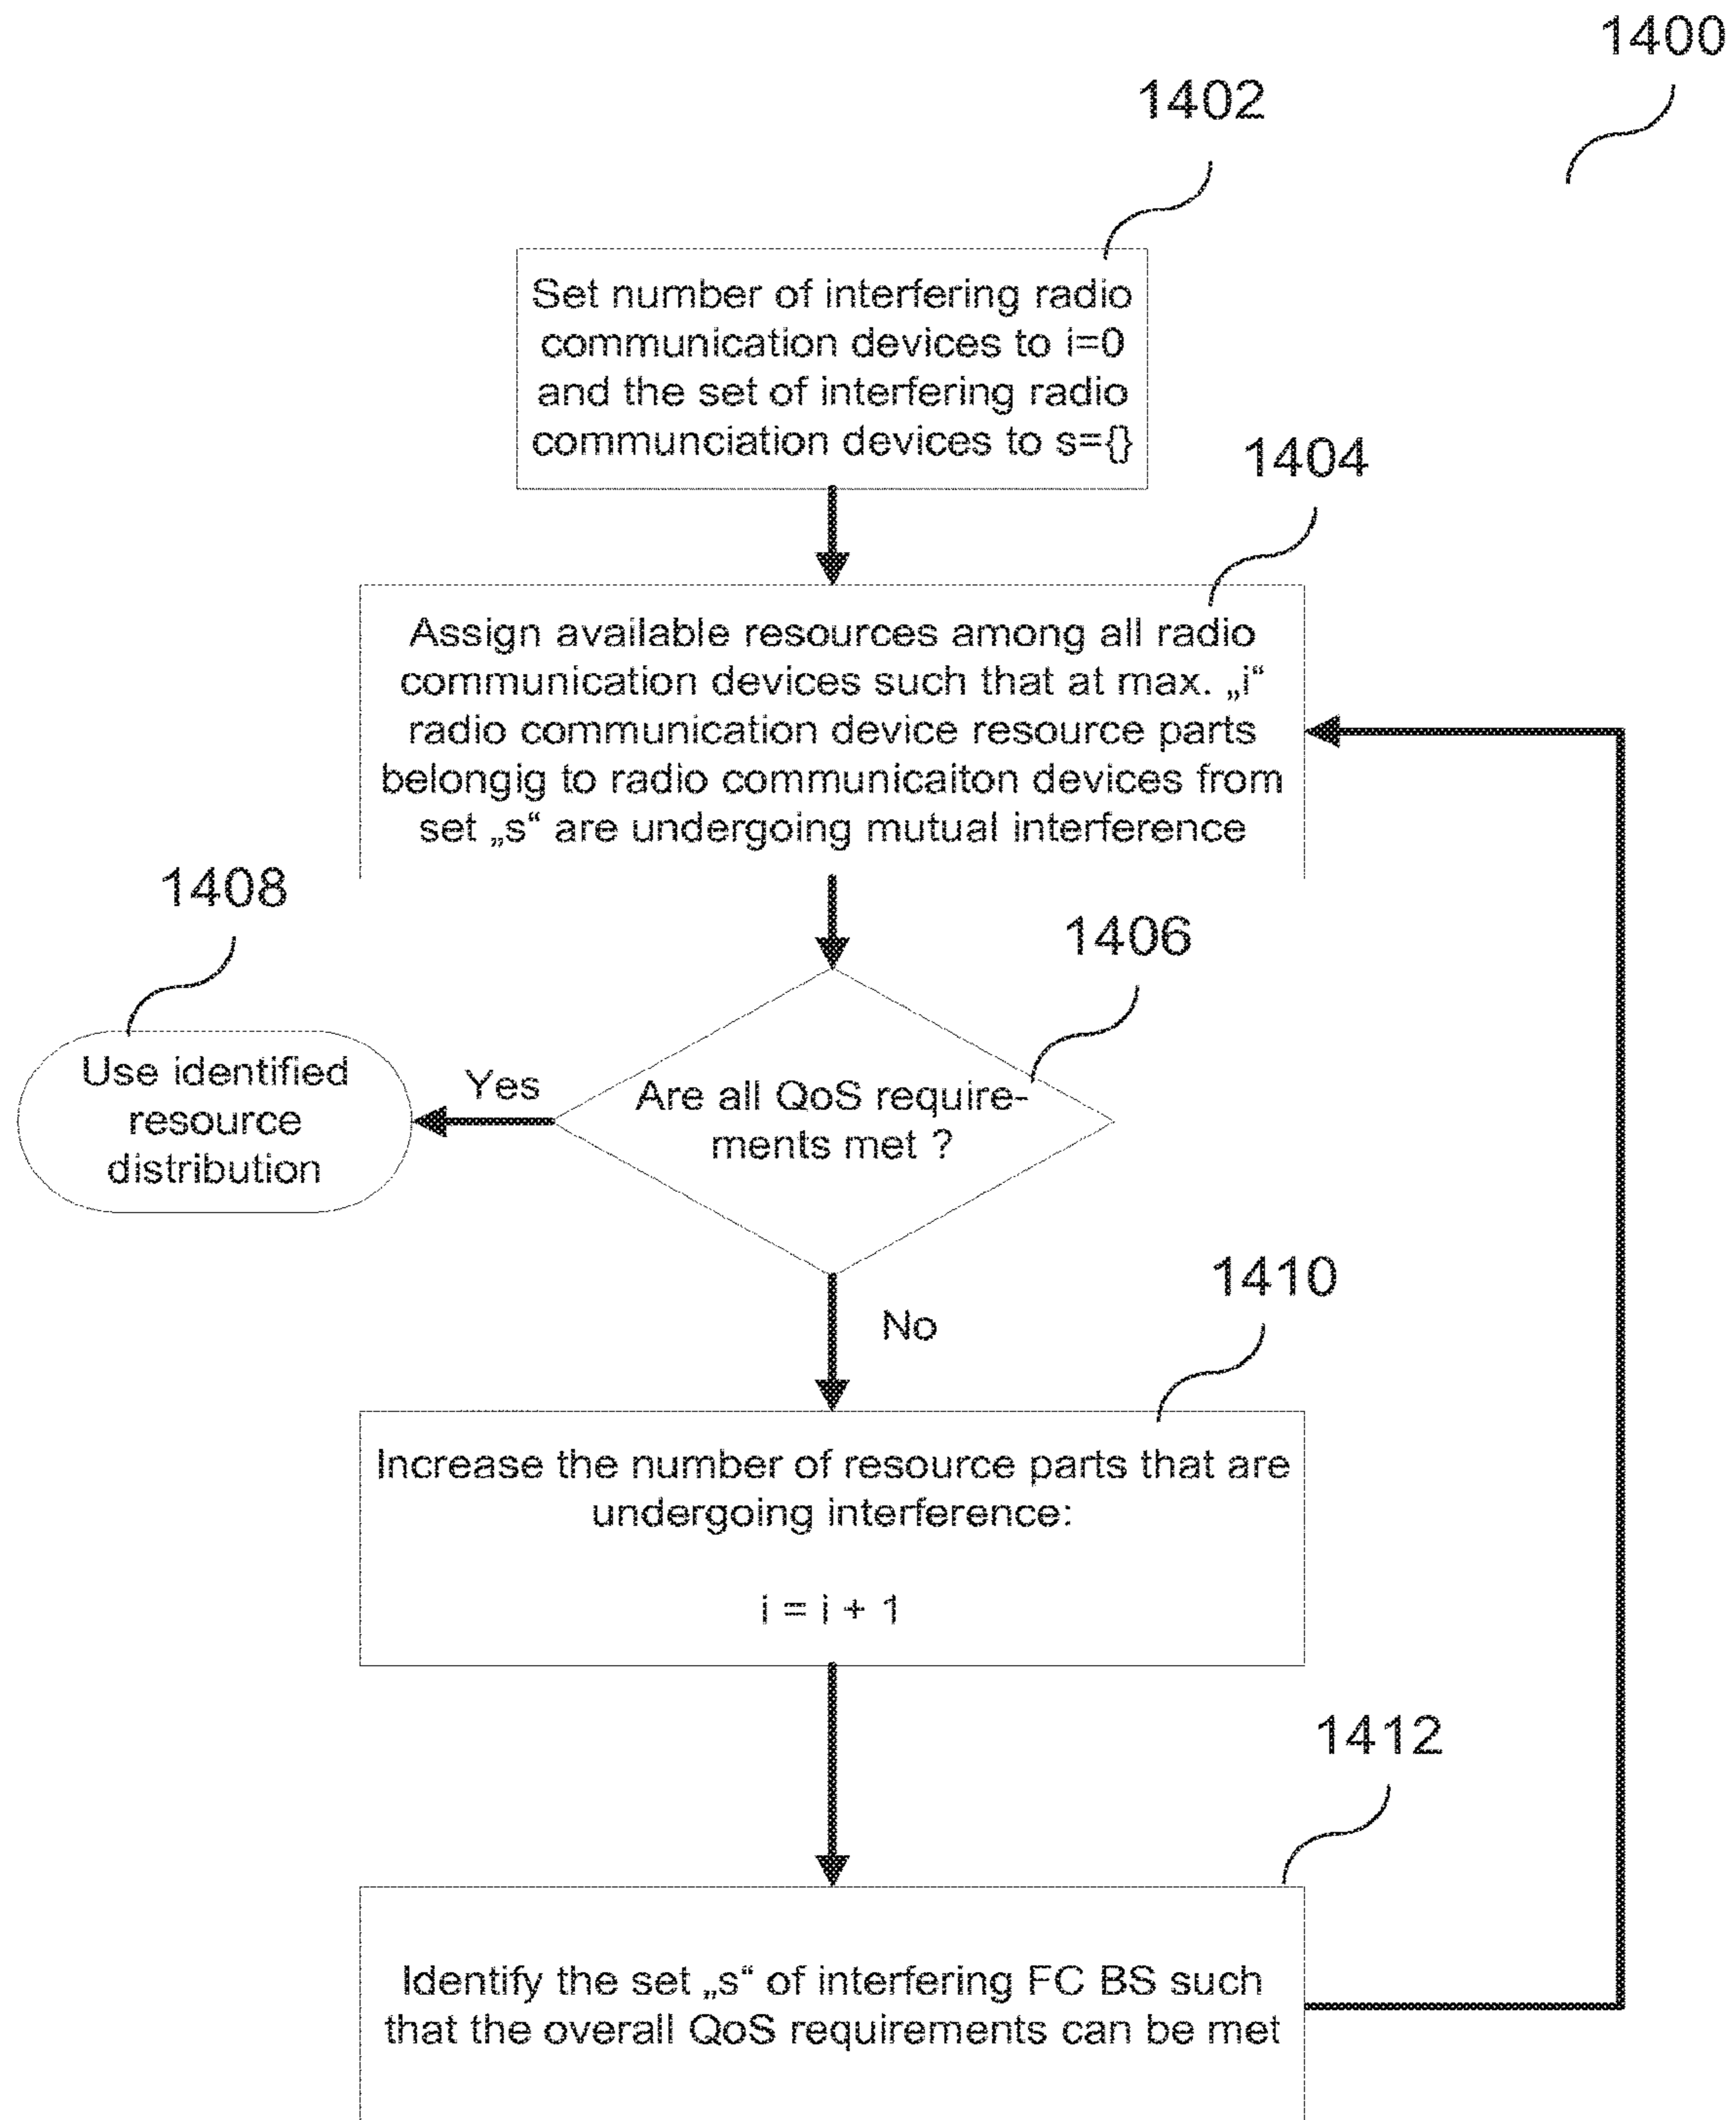 1400
1402
Set number of interfering radio
communication devices to i=0
and the set of interfering radio
communciation devices to s={}
1404
Assign available resources among all radio
communication devices such that at max. „i“
radio communication device resource parts
belongig to radio communicaiton devices from
set „s“ are undergoing mutual interference
1408
1406
Use identified
resource
distribution
Yes
Are all QoS require-
ments met ?
No
1410
Increase the number of resource parts that are
undergoing interference:
i = i + 1
1412
Identify the set „s“ of interfering FC BS such
that the overall QoS requirements can be met